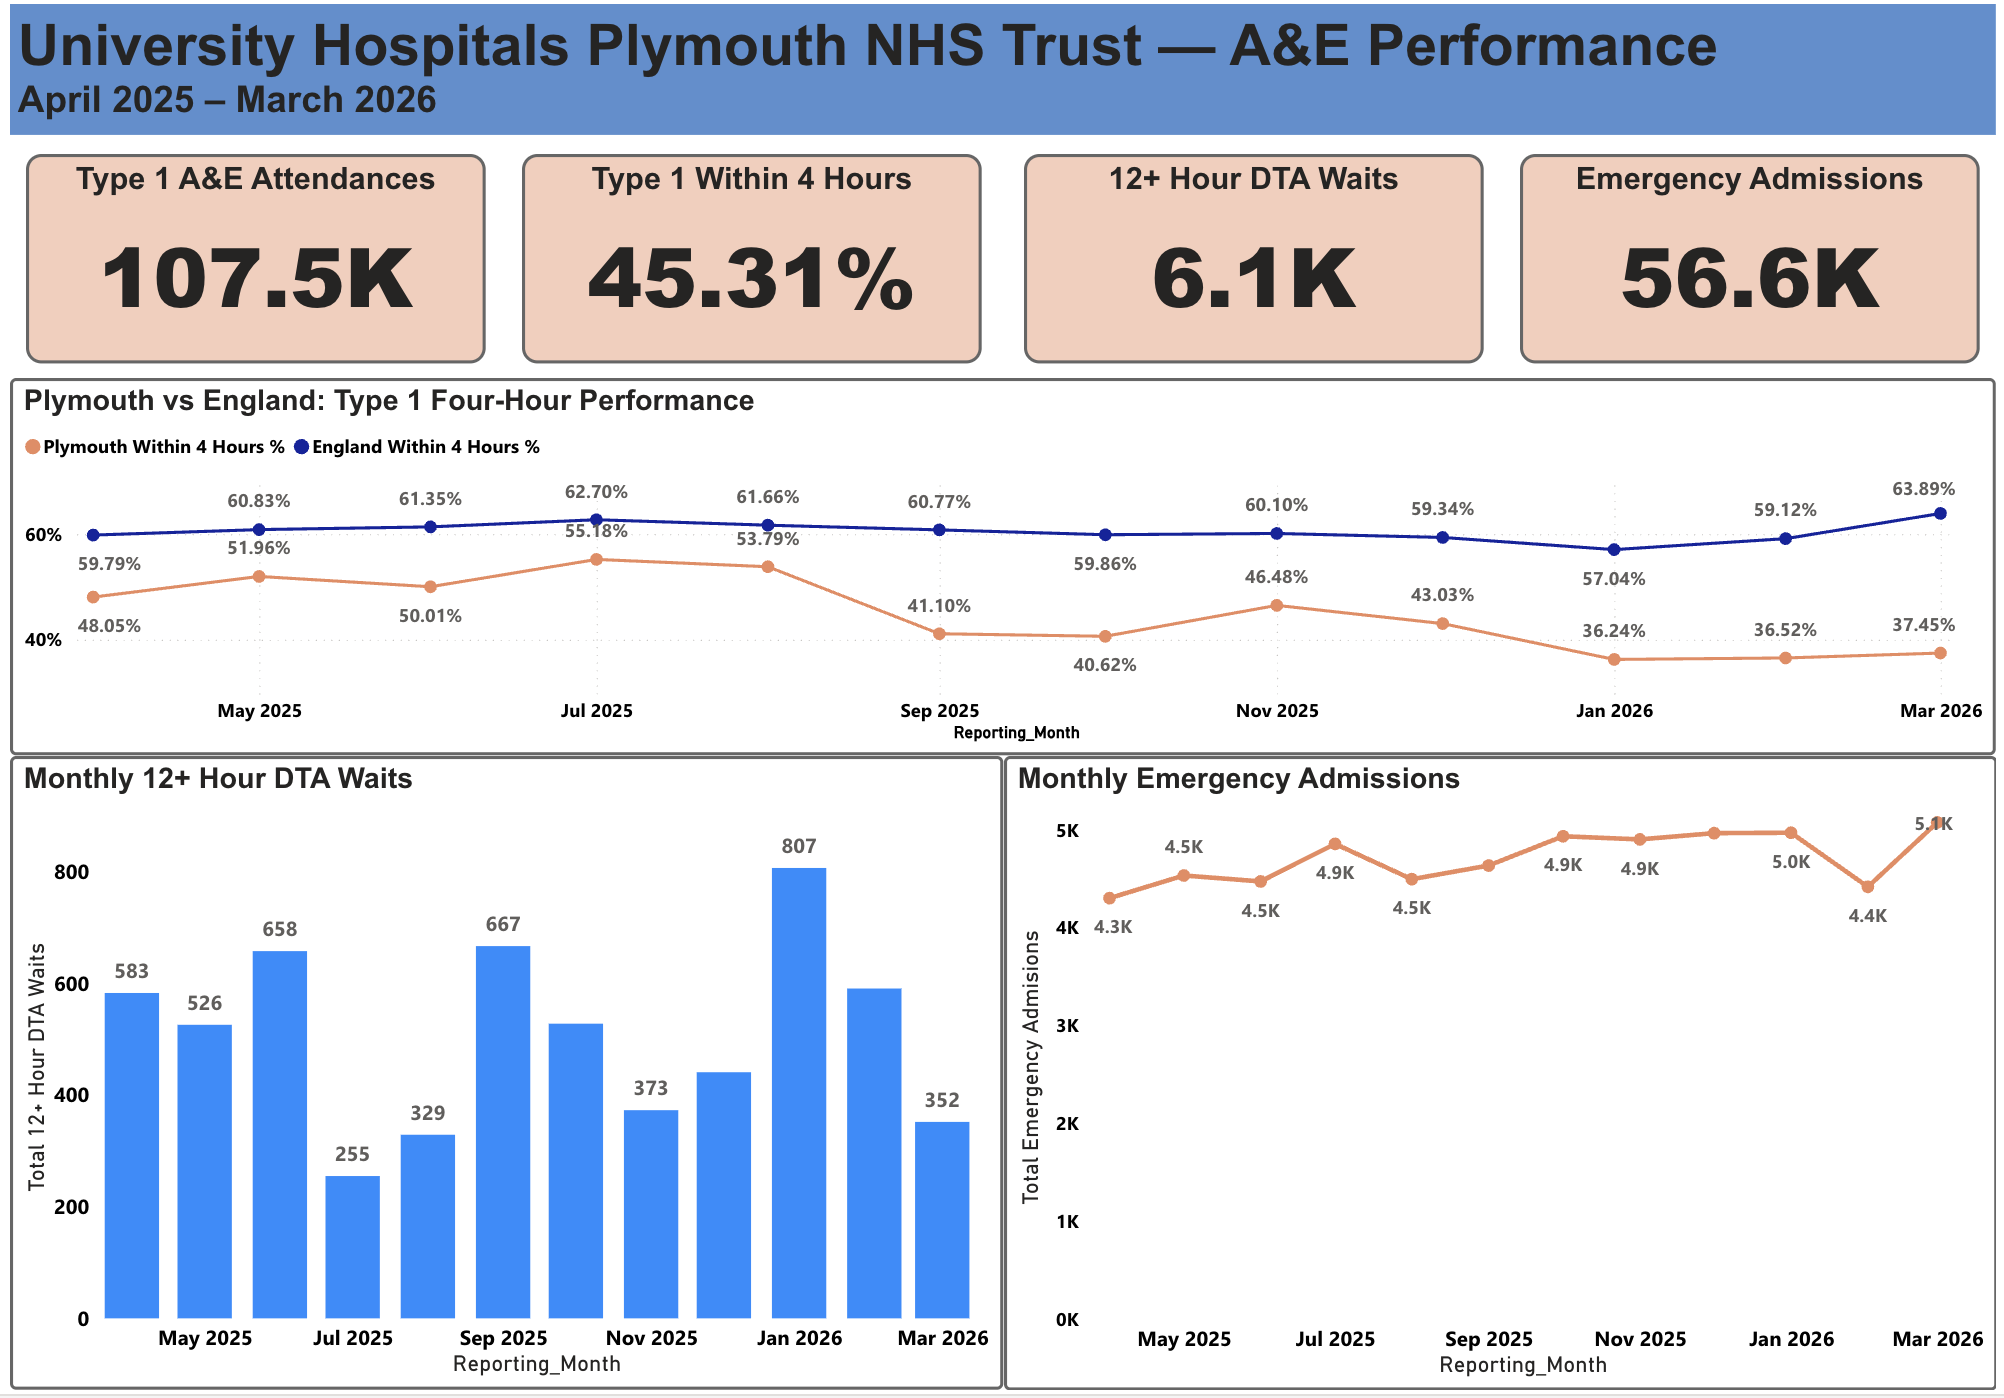 University Hospitals Plymouth NHS Trust — A&E Performance
April 2025 – March 2026
Type 1 A&E Attendances
107.5K
Type 1 Within 4 Hours
45.31%
12+ Hour DTA Waits
6.1K
Emergency Admissions
56.6K
Plymouth vs England: Type 1 Four-Hour Performance
Plymouth Within 4 Hours % England Within 4 Hours %
60%
40%
59.79% 60.83% 61.35% 62.70% 61.66% 60.77% 59.86% 60.10% 59.34% 57.04% 59.12% 63.89%
48.05% 51.96% 50.01% 55.18% 53.79% 41.10% 40.62% 46.48% 43.03% 36.24% 36.52% 37.45%
May 2025 Jul 2025 Sep 2025 Nov 2025 Jan 2026 Mar 2026
Reporting_Month
Monthly 12+ Hour DTA Waits
Total 12+ Hour DTA Waits
800
600
400
200
0
583 526 658 255 329 667 373 807 352
May 2025 Jul 2025 Sep 2025 Nov 2025 Jan 2026 Mar 2026
Reporting_Month
Monthly Emergency Admissions
Total Emergency Admisions
5K
4K
3K
2K
1K
0K
4.3K 4.5K 4.5K 4.9K 4.5K 4.9K 4.9K 5.0K 4.4K 5.1K
May 2025 Jul 2025 Sep 2025 Nov 2025 Jan 2026 Mar 2026
Reporting_Month